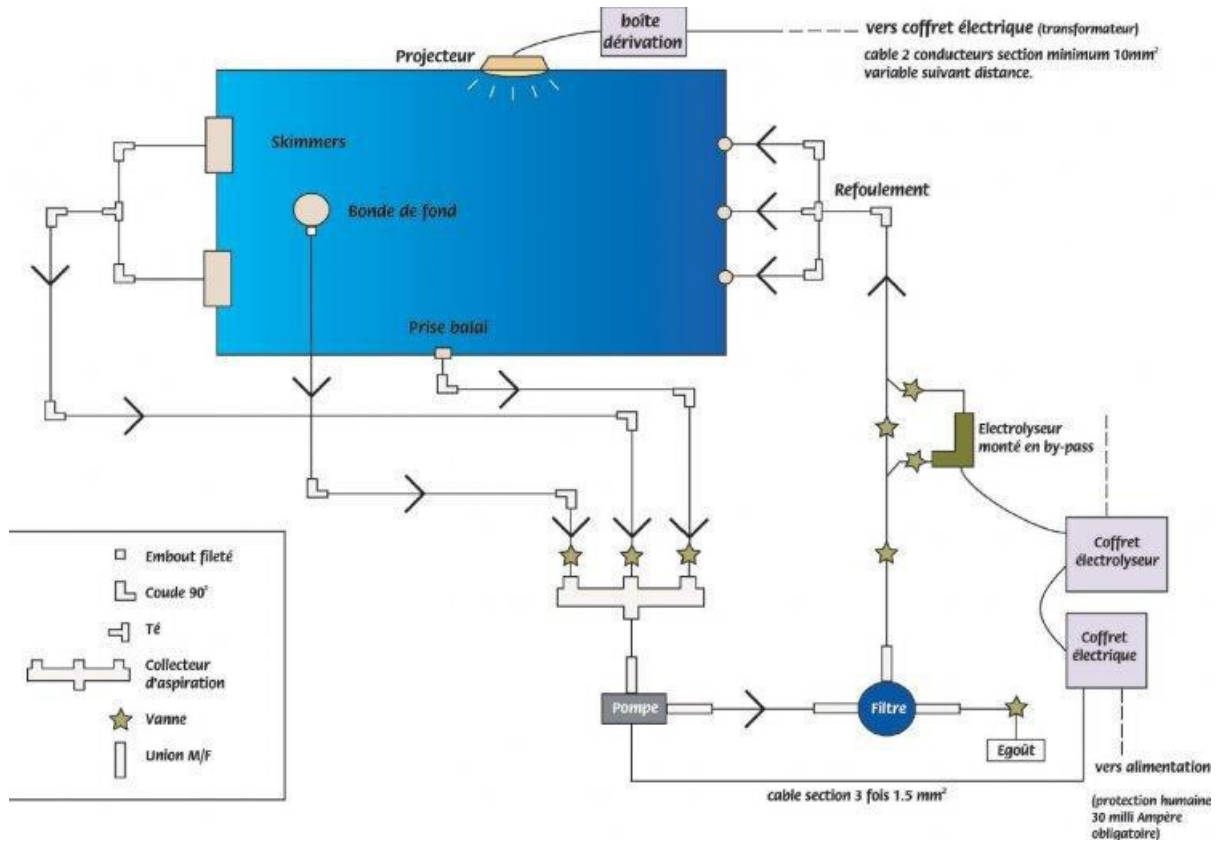 boîte
dérivation
vers coffret électrique (transformateur)
cable 2 conducteurs section minimum 10mm²
variable suivant distance.
Projecteur
Skimmers
Bonde de fond
Refoulement
Prise balai
Electrolyseur
monté en by-pass
Embout fileté
Coude 90°
Té
Collecteur
d'aspiration
Vanne
Union M/F
Coffret
électrolyseur
Coffret
électrique
Pompe
Filtre
Egoût
vers alimentation
cable section 3 fois 1.5 mm²
(protection humaine
30 milli Ampère
obligatoire)